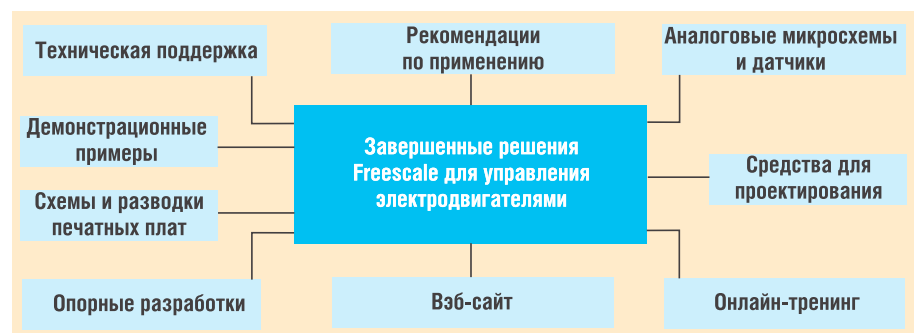 Техническая поддержка
Рекомендации
по применению
Аналоговые микросхемы
и датчики
Демонстрационные
примеры
Завершенные решения
Freescale для управления
электродвигателями
Средства для
проектирования
Схемы и разводки
печатных плат
Опорные разработки
Вэб-сайт
Онлайн-тренинг